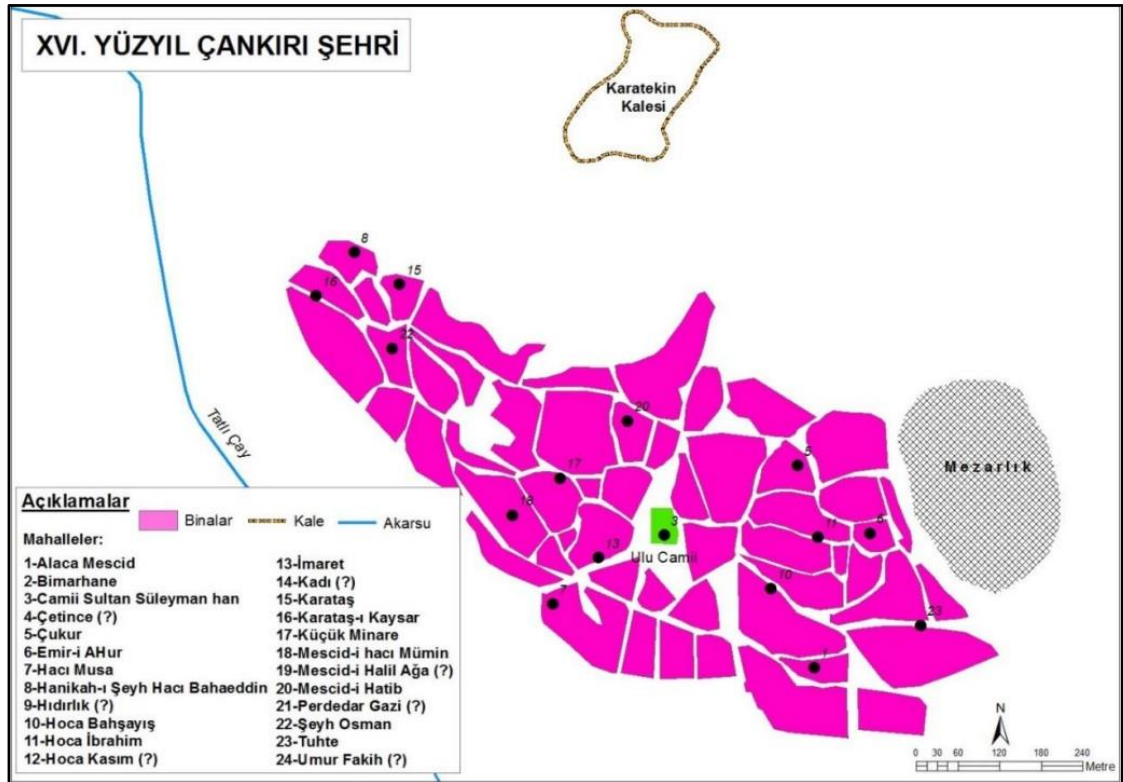 XVI. YÜZYIL ÇANKIRI ŞEHRİ
Karatekin
Kalesi
8
15
16
22
Tatlı Çay
20
5
Mezarlık
17
18
3
11
6
13
Ulu Camii
10
7
23
1
Açıklamalar
Binalar
Kale
Akarsu
Mahalleler:
1-Alaca Mescid
2-Bimarhane
3-Camii Sultan Süleyman han
4-Çetince (?)
5-Çukur
6-Emir-i AHur
7-Hacı Musa
8-Hanikah-ı Şeyh Hacı Bahaeddin
9-Hıdırlık (?)
10-Hoca Bahşayış
11-Hoca İbrahim
12-Hoca Kasım (?)
13-İmaret
14-Kadı (?)
15-Karataş
16-Karataş-ı Kaysar
17-Küçük Minare
18-Mescid-i hacı Mümin
19-Mescid-i Halil Ağa (?)
20-Mescid-i Hatib
21-Perdedar Gazi (?)
22-Şeyh Osman
23-Tuhte
24-Umur Fakih (?)
N
0 30 60 120 180 240
Metre